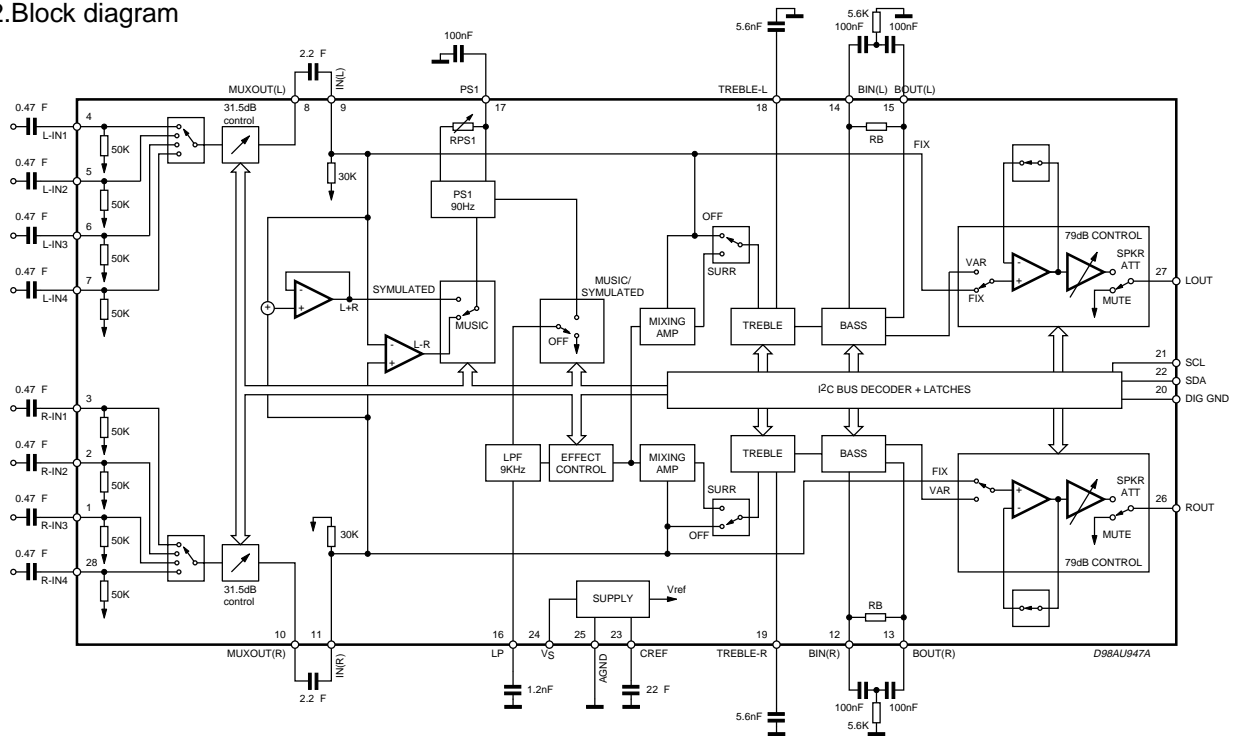 2.Block diagram
5.6nF
5.6K
100nF 100nF
100nF
2.2 F
IN(L)
MUXOUT(L) PS1 TREBLE-L BIN(L) BOUT(L)
8 9 17 18 14 15
0.47 F
L-IN1
4
50K
31.5dB
control
RPS1
RB
FIX
0.47 F
L-IN2
5
50K
30K
PS1
90Hz
0.47 F
L-IN3
6
50K
OFF
SURR
79dB CONTROL
0.47 F
L-IN4
7
50K
+
-
+
L+R
SYMULATED
MUSIC
MUSIC/
SYMULATED
OFF
MIXING
AMP
TREBLE
BASS
VAR
FIX
-
+
SPKR
ATT
MUTE
27
LOUT
-
+
L-R
I2C BUS DECODER + LATCHES
21
SCL
22
SDA
20
DIG GND
0.47 F
R-IN1
3
50K
0.47 F
R-IN2
2
50K
LPF
9KHz
EFFECT
CONTROL
MIXING
AMP
TREBLE
BASS
FIX
VAR
+
-
SPKR
ATT
MUTE
26
ROUT
0.47 F
R-IN3
1
50K
30K
SURR
OFF
79dB CONTROL
0.47 F
R-IN4
28
50K
31.5dB
control
SUPPLY
Vref
RB
10 11 16 24 25 23 19 12 13
MUXOUT(R) IN(R) LP VS AGND CREF TREBLE-R BIN(R) BOUT(R)
D98AU947A
2.2 F
1.2nF
22 F
5.6nF
100nF 100nF
5.6K